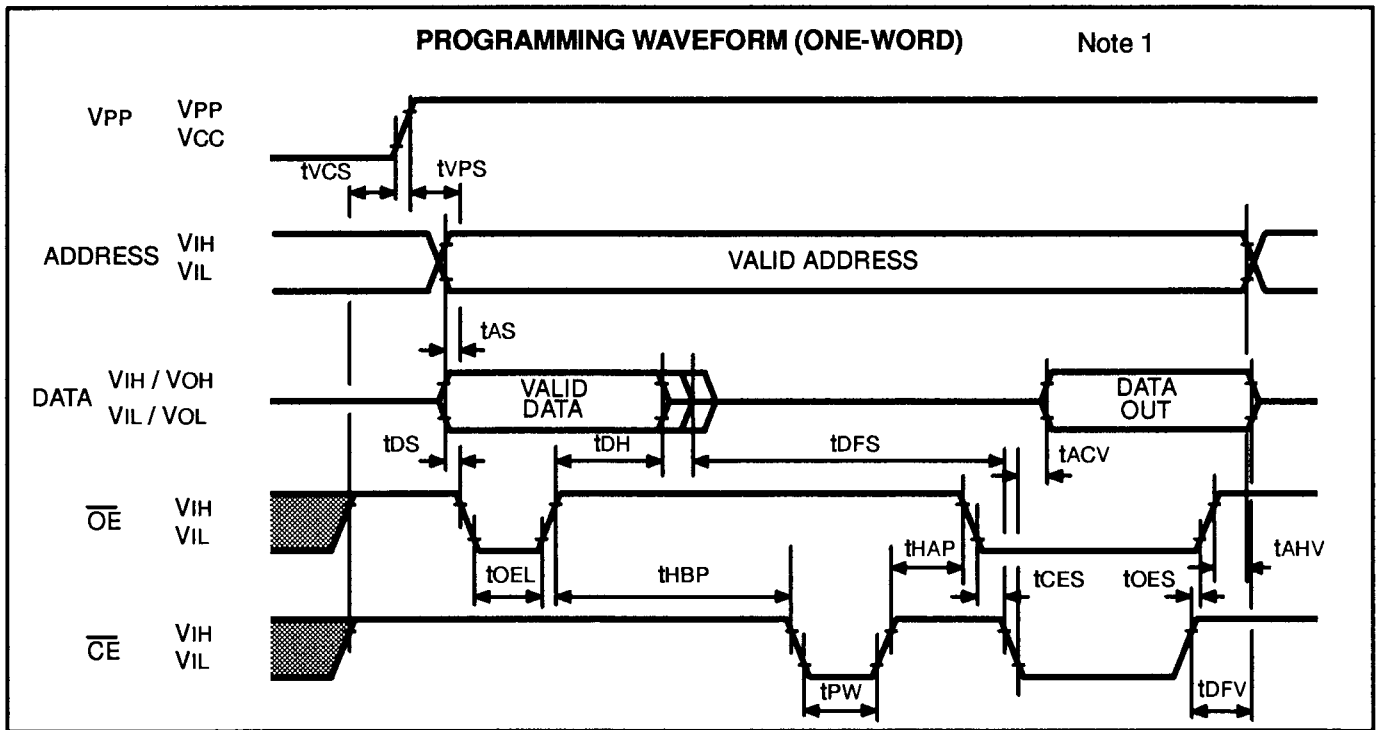 PROGRAMMING WAVEFORM (ONE-WORD) Note 1
VPP VPP
VCC
tVCS tVPS
ADDRESS VIH
VIL
VALID ADDRESS
tAS
DATA VIH / VOH
VIL / VOL
VALID
DATA
DATA
OUT
tDS tDH tDFS tACV
OE VIH
VIL
tOEL tHBP tHAP tCES tOES tAHV
CE VIH
VIL
tPW tDFV